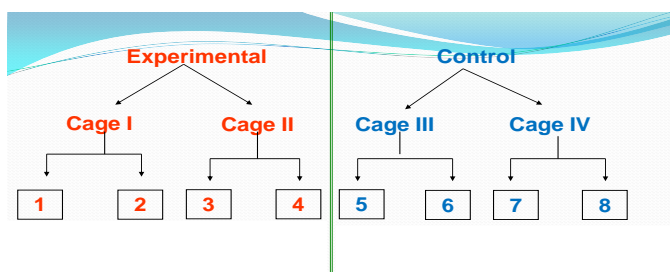 Experimental Control
Cage I Cage II Cage III Cage IV
1 2 3 4 5 6 7 8